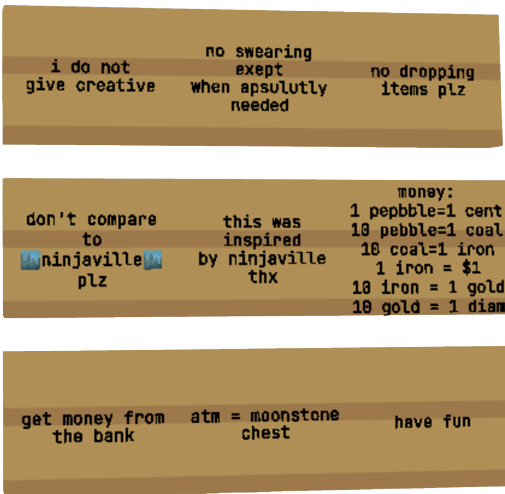 i do not
give creative
no swearing
exept
when apsulutly
needed
no dropping
items plz
don't compare
to
🏙️ninjaville🏙️
plz
this was
inspired
by ninjaville
thx
money:
1 pepbble=1 cent
10 pebble=1 coal
10 coal=1 iron
1 iron = $1
10 iron = 1 gold
10 gold = 1 diam
get money from
the bank
atm = moonstone
chest
have fun